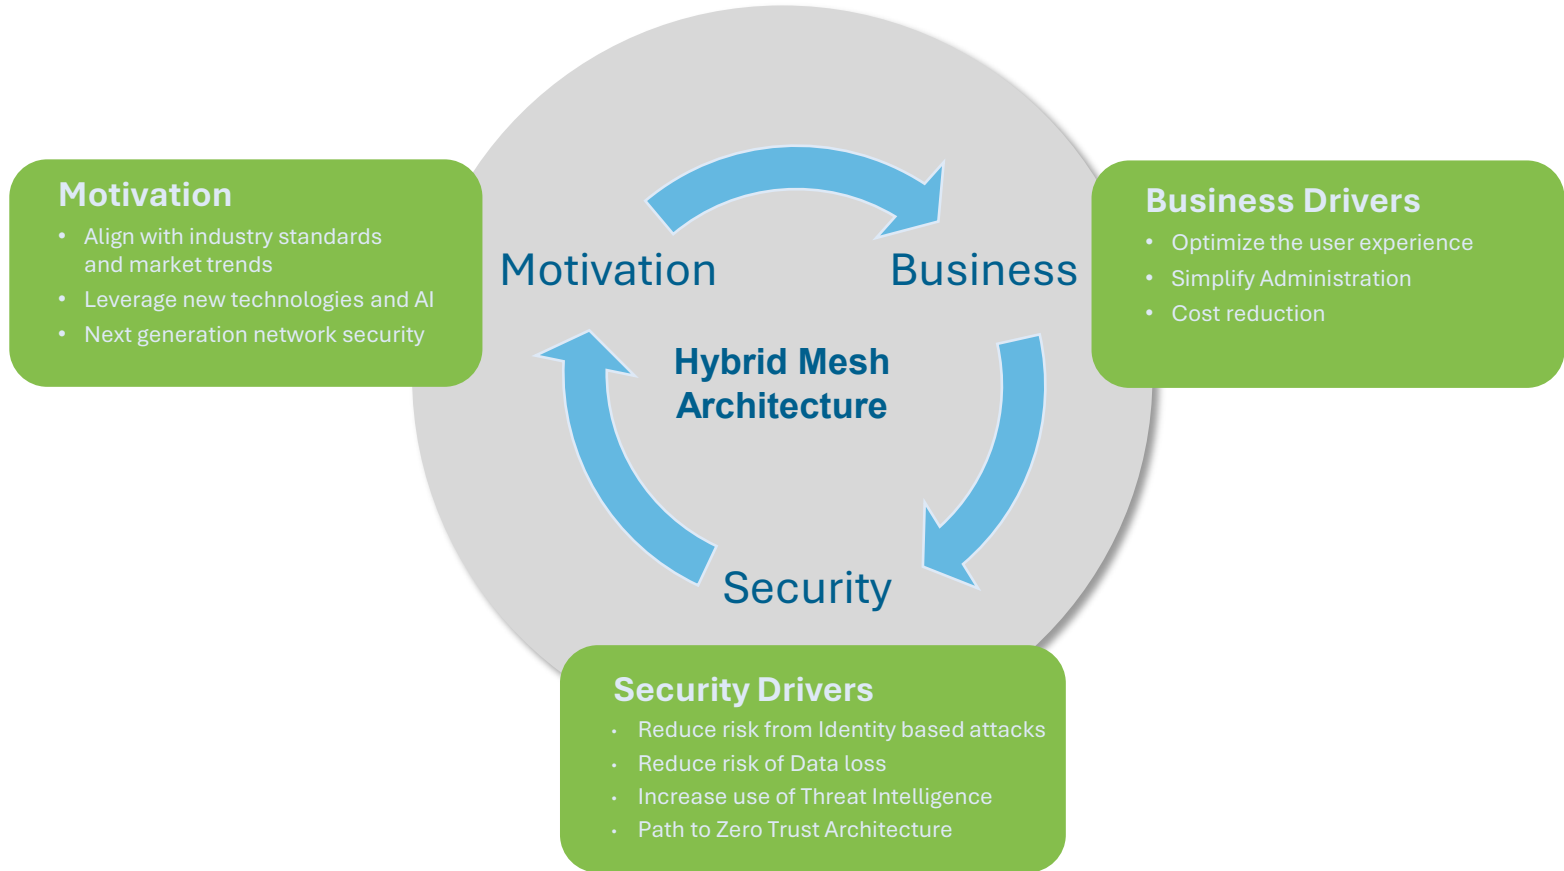 Motivation
• Align with industry standards
and market trends
• Leverage new technologies and AI
• Next generation network security
Motivation
Business
Hybrid Mesh
Architecture
Security
Business Drivers
• Optimize the user experience
• Simplify Administration
• Cost reduction
Security Drivers
• Reduce risk from Identity based attacks
• Reduce risk of Data loss
• Increase use of Threat Intelligence
• Path to Zero Trust Architecture